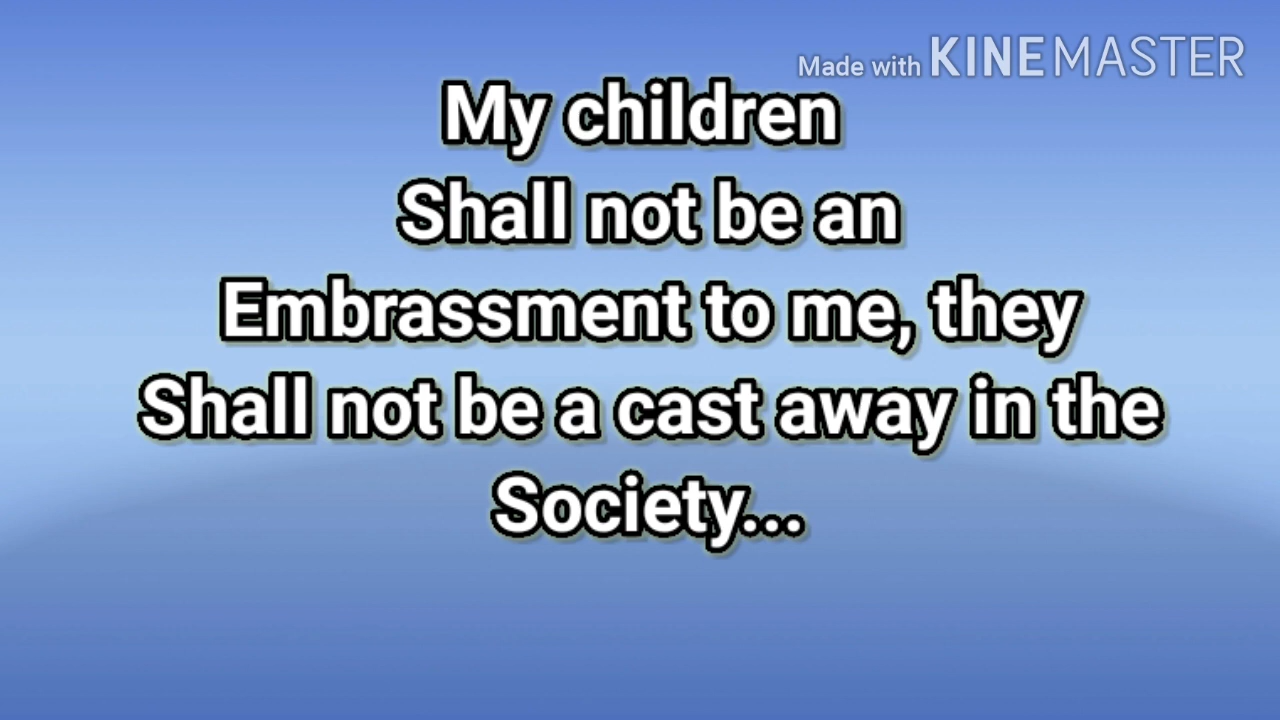 Made with KINEMASTER
My children
Shall not be an
Embrassment to me, they
Shall not be a cast away in the
Society...